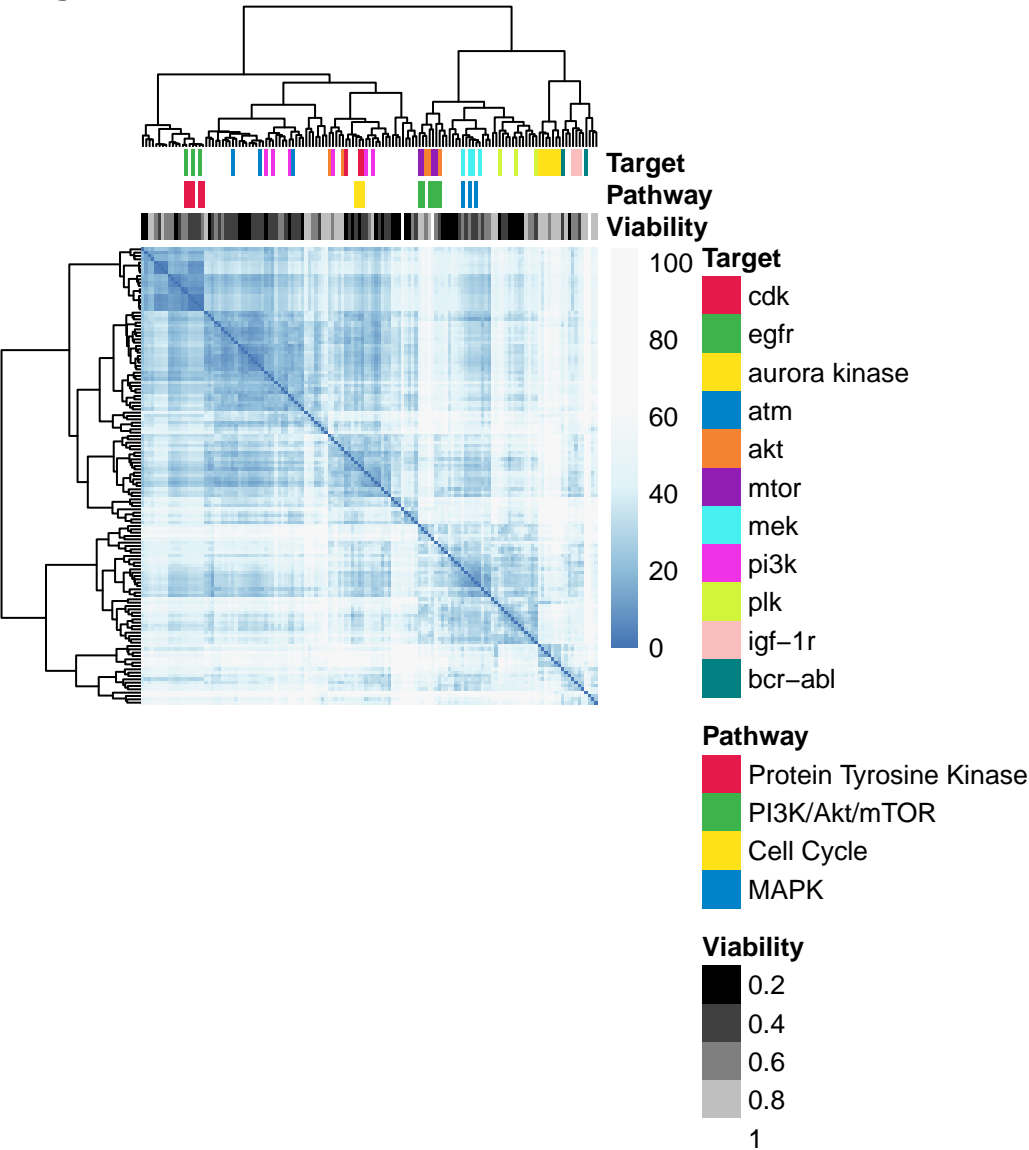 Target
Pathway
Viability
100
80
60
40
20
0
Target
cdk
egfr
aurora kinase
atm
akt
mtor
mek
pi3k
plk
igf−1r
bcr−abl
Pathway
Protein Tyrosine Kinase
PI3K/Akt/mTOR
Cell Cycle
MAPK
Viability
0.2
0.4
0.6
0.8
1